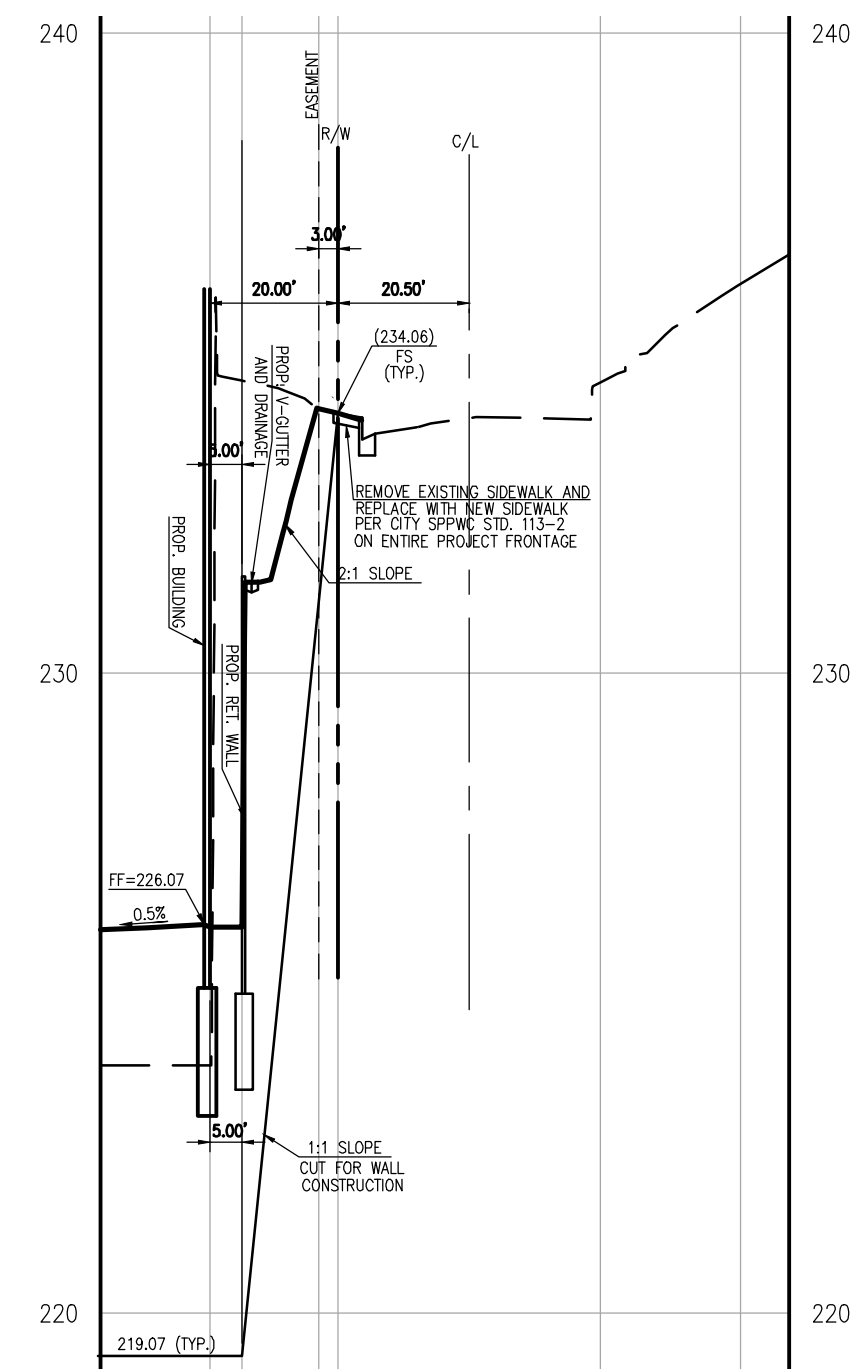 240
240
EASEMENT
R/W
C/L
3.00'
20.00'
20.50'
(234.06)
FS
(TYP.)
PROP. V-GUTTER
AND DRAINAGE
5.00'
REMOVE EXISTING SIDEWALK AND
REPLACE WITH NEW SIDEWALK
PER CITY SPPWC STD. 113-2
ON ENTIRE PROJECT FRONTAGE
PROP. BUILDING
2:1 SLOPE
230
230
PROP. RET. WALL
FF=226.07
0.5%
5.00'
1:1 SLOPE
CUT FOR WALL
CONSTRUCTION
220
220
219.07 (TYP.)